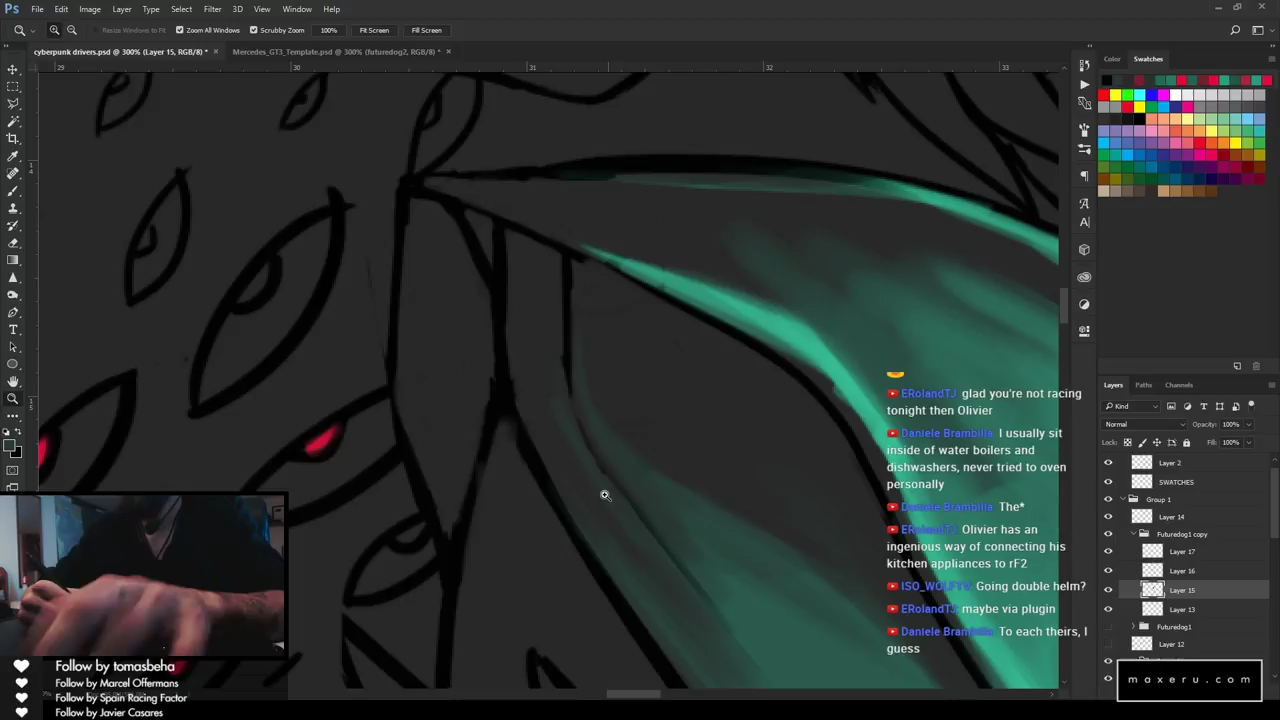 Ps File Edit Image Layer Type Select Filter 3D View Window Help
Resize Windows to Fit Zoom All Windows Scrubby Zoom 100% Fit Screen Fill Screen
cyberpunk drivers.psd @ 300% (Layer 15, RGB/8) * × Mercedes_GT3_Template.psd @ 300% (futuredog2, RGB/8*) * ×
Color Swatches
29 30 31 32 33
ERolandTJ glad you're not racing
tonight then Olivier
Daniele Brambilla I usually sit
inside of water boilers and
dishwashers, never tried to oven
personally
Daniele Brambilla The*
ERolandTJ Olivier has an
ingenious way of connecting his
kitchen appliances to rF2
ISO_WOLFTV Going double helm?
ERolandTJ maybe via plugin
Daniele Brambilla To each theirs, I
guess
Layers Paths Channels
Kind
Normal Opacity: 100%
Lock: Fill: 100%
Layer 2
SWATCHES
Group 1
Layer 14
Futuredog1 copy
Layer 17
Layer 16
Layer 15
Layer 13
Futuredog1
Layer 12
Follow by tomasbeha
Follow by Marcel Offermans
Follow by Spain Racing Factor
Follow by Javier Casares
maxeru.com